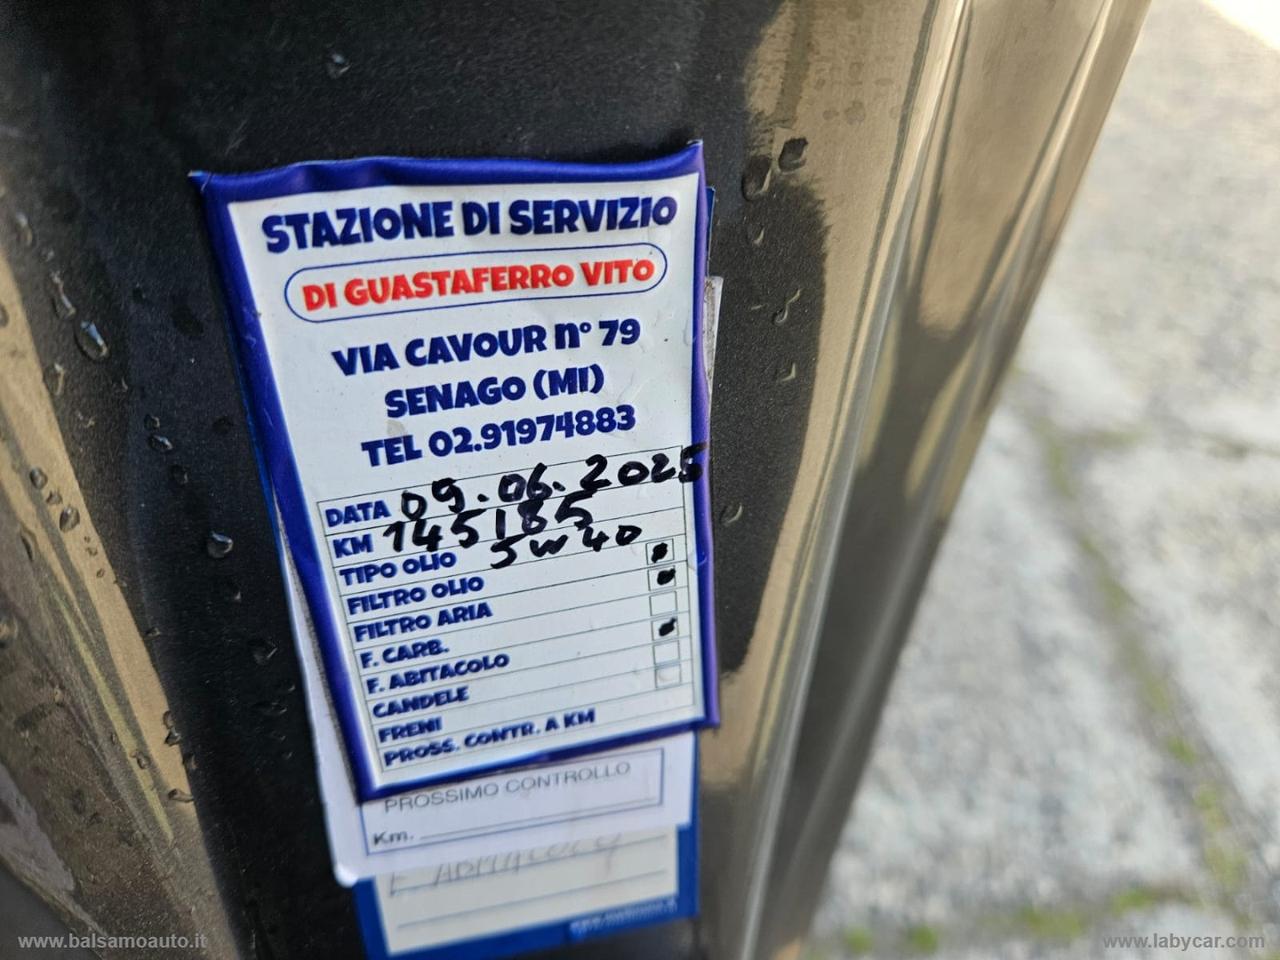 STAZIONE DI SERVIZIO
DI GUASTAFERRO VITO
VIA CAVOUR n° 79
SENAGO (MI)
TEL 02.91974883
DATA 09.06.2025
KM 145185
TIPO OLIO 5W40
FILTRO OLIO
FILTRO ARIA
F. CARB.
F. ABITACOLO
CANDELE
FRENI
PROSS. CONTR. A KM
PROSSIMO CONTROLLO
Km.
F. ABITACOLO
www.balsamoauto.it
www.labycar.com